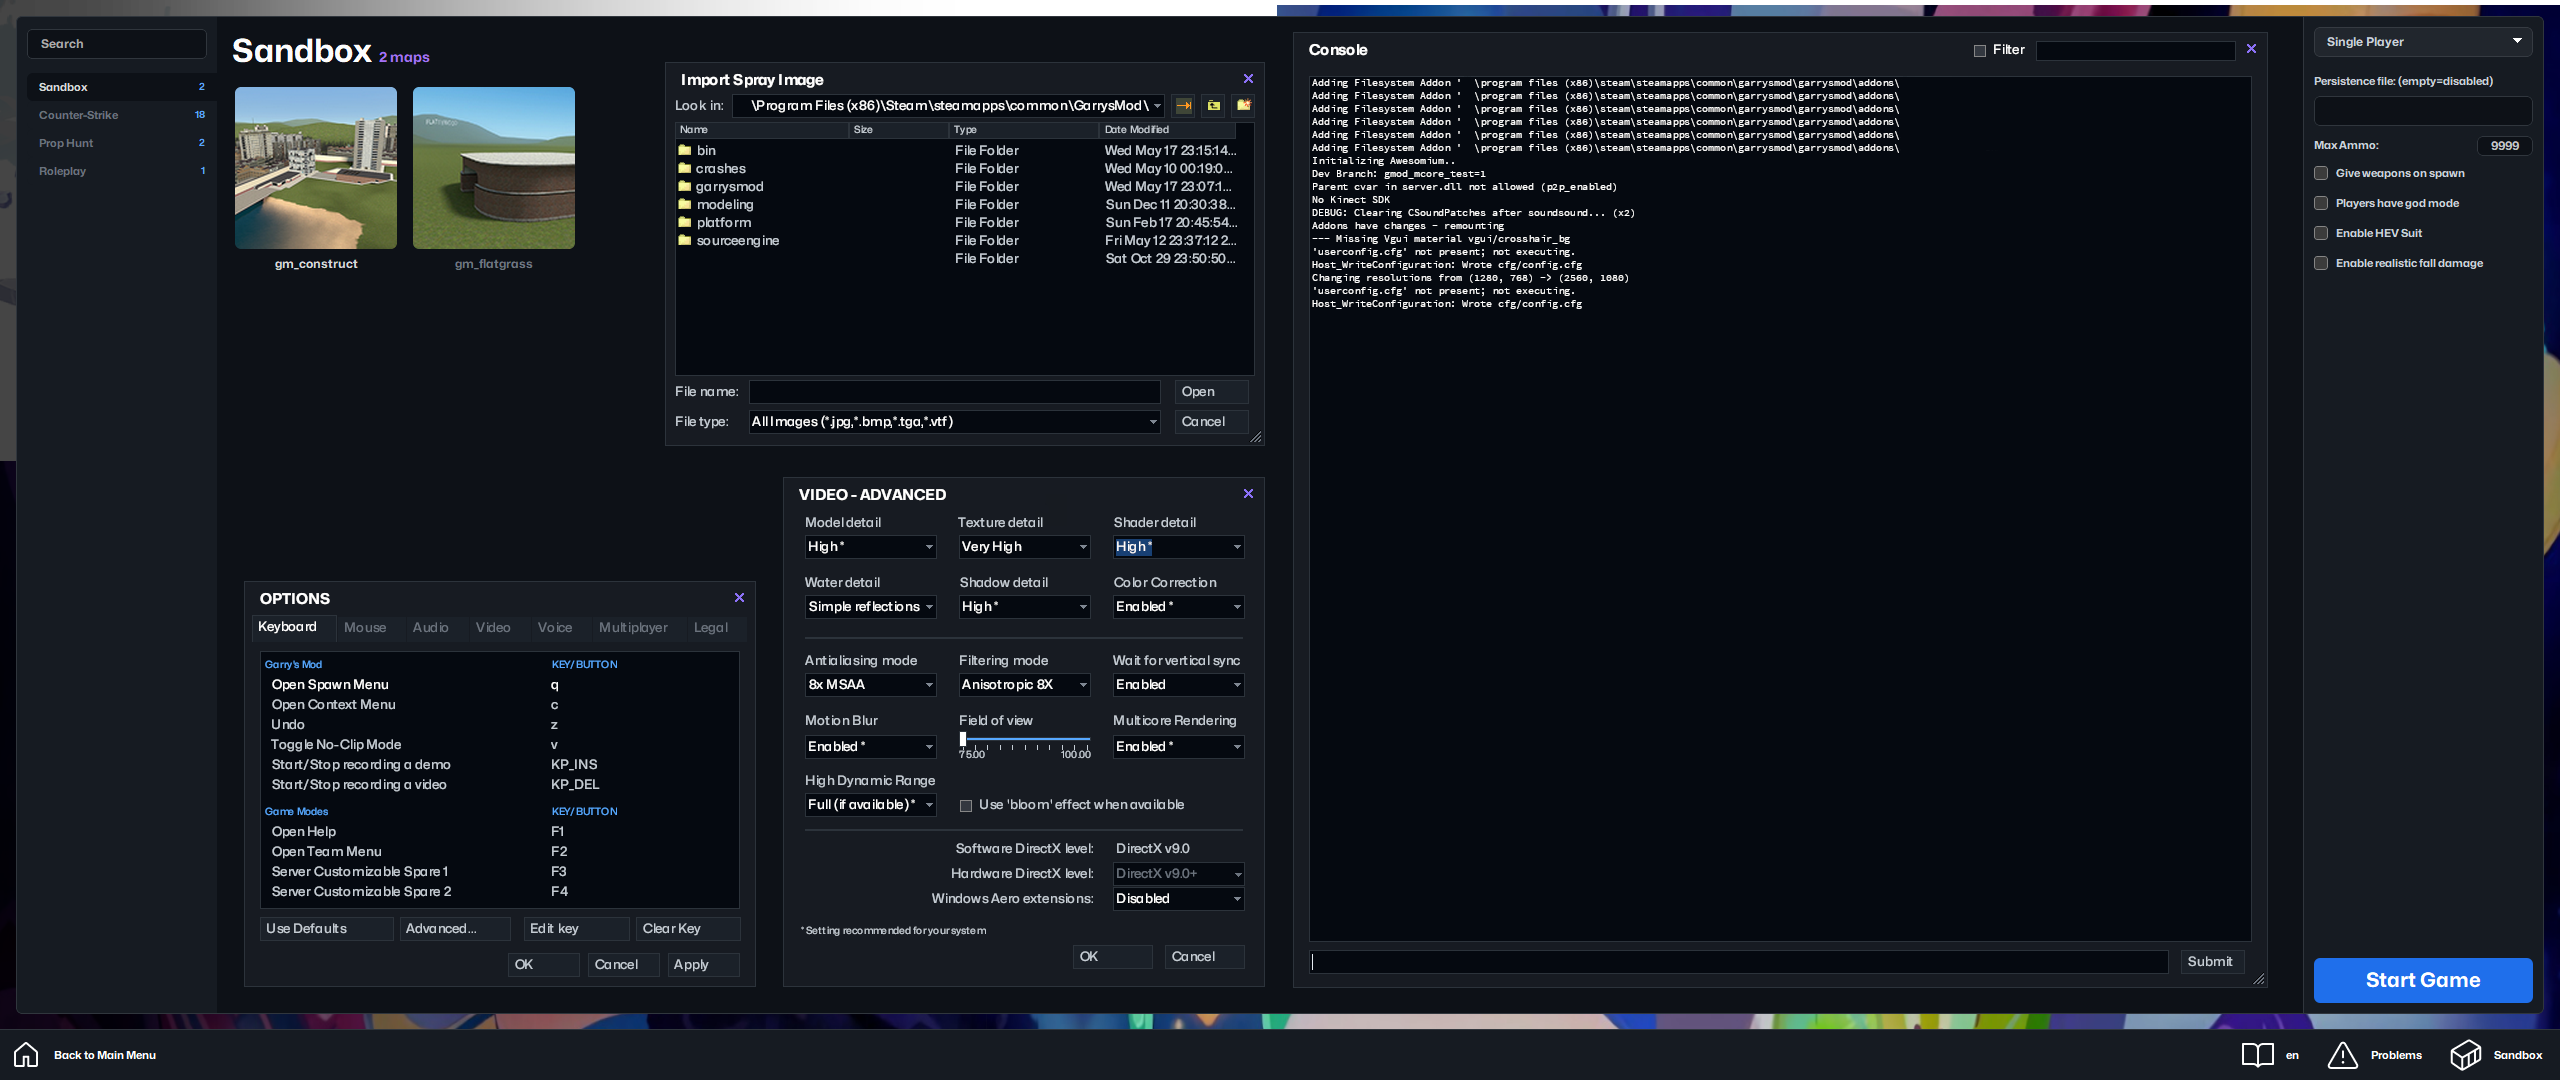 Search
Sandbox 2
Counter-Strike 18
Prop Hunt 2
Roleplay 1
Sandbox 2 maps
gm_construct
gm_flatgrass
Import Spray Image
Look in: \Program Files (x86)\Steam\steamapps\common\GarrysMod\
Name Size Type Date Modified
bin File Folder Wed May 17 23:15:14...
crashes File Folder Wed May 10 00:19:0...
garrysmod File Folder Wed May 17 23:07:1...
modeling File Folder Sun Dec 11 20:30:38...
platform File Folder Sun Feb 17 20:45:54...
sourceengine File Folder Fri May 12 23:37:12 2...
File Folder Sat Oct 29 23:50:50...
File name: Open
File type: All Images (*.jpg,*.bmp,*.tga,*.vtf) Cancel
OPTIONS
Keyboard Mouse Audio Video Voice Multiplayer Legal
Garry's Mod KEY/BUTTON
Open Spawn Menu q
Open Context Menu c
Undo z
Toggle No-Clip Mode v
Start/Stop recording a demo KP_INS
Start/Stop recording a video KP_DEL
Game Modes KEY/BUTTON
Open Help F1
Open Team Menu F2
Server Customizable Spare 1 F3
Server Customizable Spare 2 F4
Use Defaults Advanced... Edit key Clear Key
OK Cancel Apply
VIDEO - ADVANCED
Model detail Texture detail Shader detail
High * Very High High *
Water detail Shadow detail Color Correction
Simple reflections High * Enabled *
Antialiasing mode Filtering mode Wait for vertical sync
8x MSAA Anisotropic 8X Enabled
Motion Blur Field of view Multicore Rendering
Enabled * 75.00 100.00 Enabled *
High Dynamic Range
Full (if available) * Use 'bloom' effect when available
Software DirectX level: DirectX v9.0
Hardware DirectX level: DirectX v9.0+
Windows Aero extensions: Disabled
* Setting recommended for your system
OK Cancel
Console Filter
Adding Filesystem Addon ' \program files (x86)\steam\steamapps\common\garrysmod\garrysmod\addons\
Adding Filesystem Addon ' \program files (x86)\steam\steamapps\common\garrysmod\garrysmod\addons\
Adding Filesystem Addon ' \program files (x86)\steam\steamapps\common\garrysmod\garrysmod\addons\
Adding Filesystem Addon ' \program files (x86)\steam\steamapps\common\garrysmod\garrysmod\addons\
Adding Filesystem Addon ' \program files (x86)\steam\steamapps\common\garrysmod\garrysmod\addons\
Adding Filesystem Addon ' \program files (x86)\steam\steamapps\common\garrysmod\garrysmod\addons\
Initializing Awesomium..
Dev Branch: gmod_mcore_test=1
Parent cvar in server.dll not allowed (p2p_enabled)
No Kinect SDK
DEBUG: Clearing CSoundPatches after soundsound... (x2)
Addons have changes - remounting
--- Missing Vgui material vgui/crosshair_bg
'userconfig.cfg' not present; not executing.
Host_WriteConfiguration: Wrote cfg/config.cfg
Changing resolutions from (1280, 768) -> (2560, 1080)
'userconfig.cfg' not present; not executing.
Host_WriteConfiguration: Wrote cfg/config.cfg
Submit
Single Player
Persistence file: (empty=disabled)
Max Ammo: 9999
Give weapons on spawn
Players have god mode
Enable HEV Suit
Enable realistic fall damage
Start Game
Back to Main Menu en Problems Sandbox